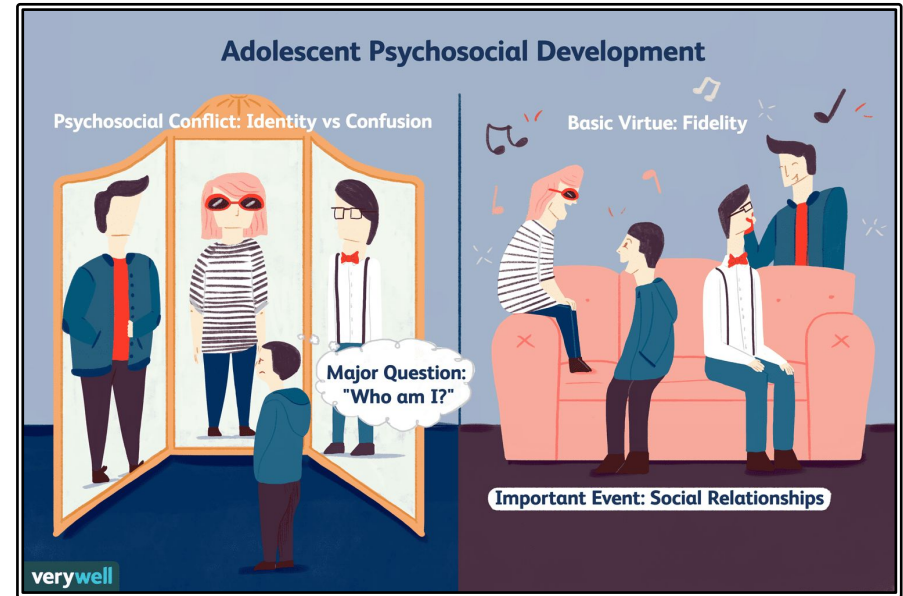 Adolescent Psychosocial Development
Psychosocial Conflict: Identity vs Confusion
Major Question:
"Who am I?"
Basic Virtue: Fidelity
Important Event: Social Relationships
verywell